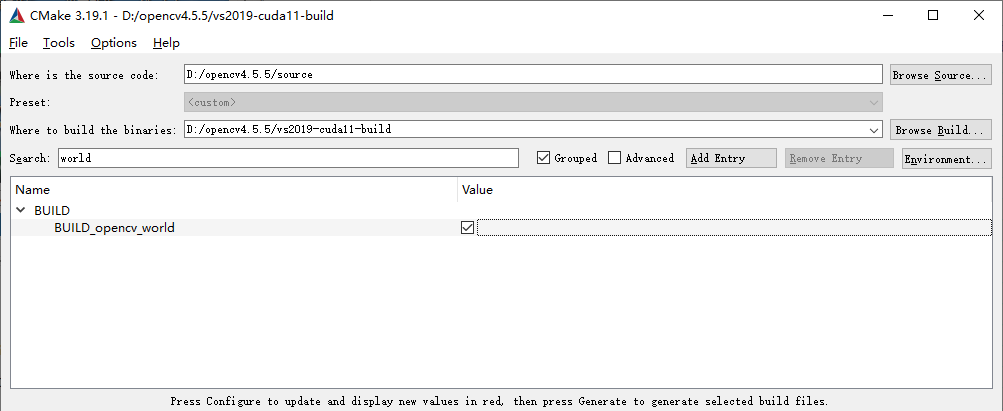 CMake 3.19.1 - D:/opencv4.5.5/vs2019-cuda11-build
File Tools Options Help
Where is the source code: D:/opencv4.5.5/source Browse Source...
Preset: <custom>
Where to build the binaries: D:/opencv4.5.5/vs2019-cuda11-build Browse Build...
Search: world Grouped Advanced Add Entry Remove Entry Environment...
Name Value
BUILD
BUILD_opencv_world
Press Configure to update and display new values in red, then press Generate to generate selected build files.